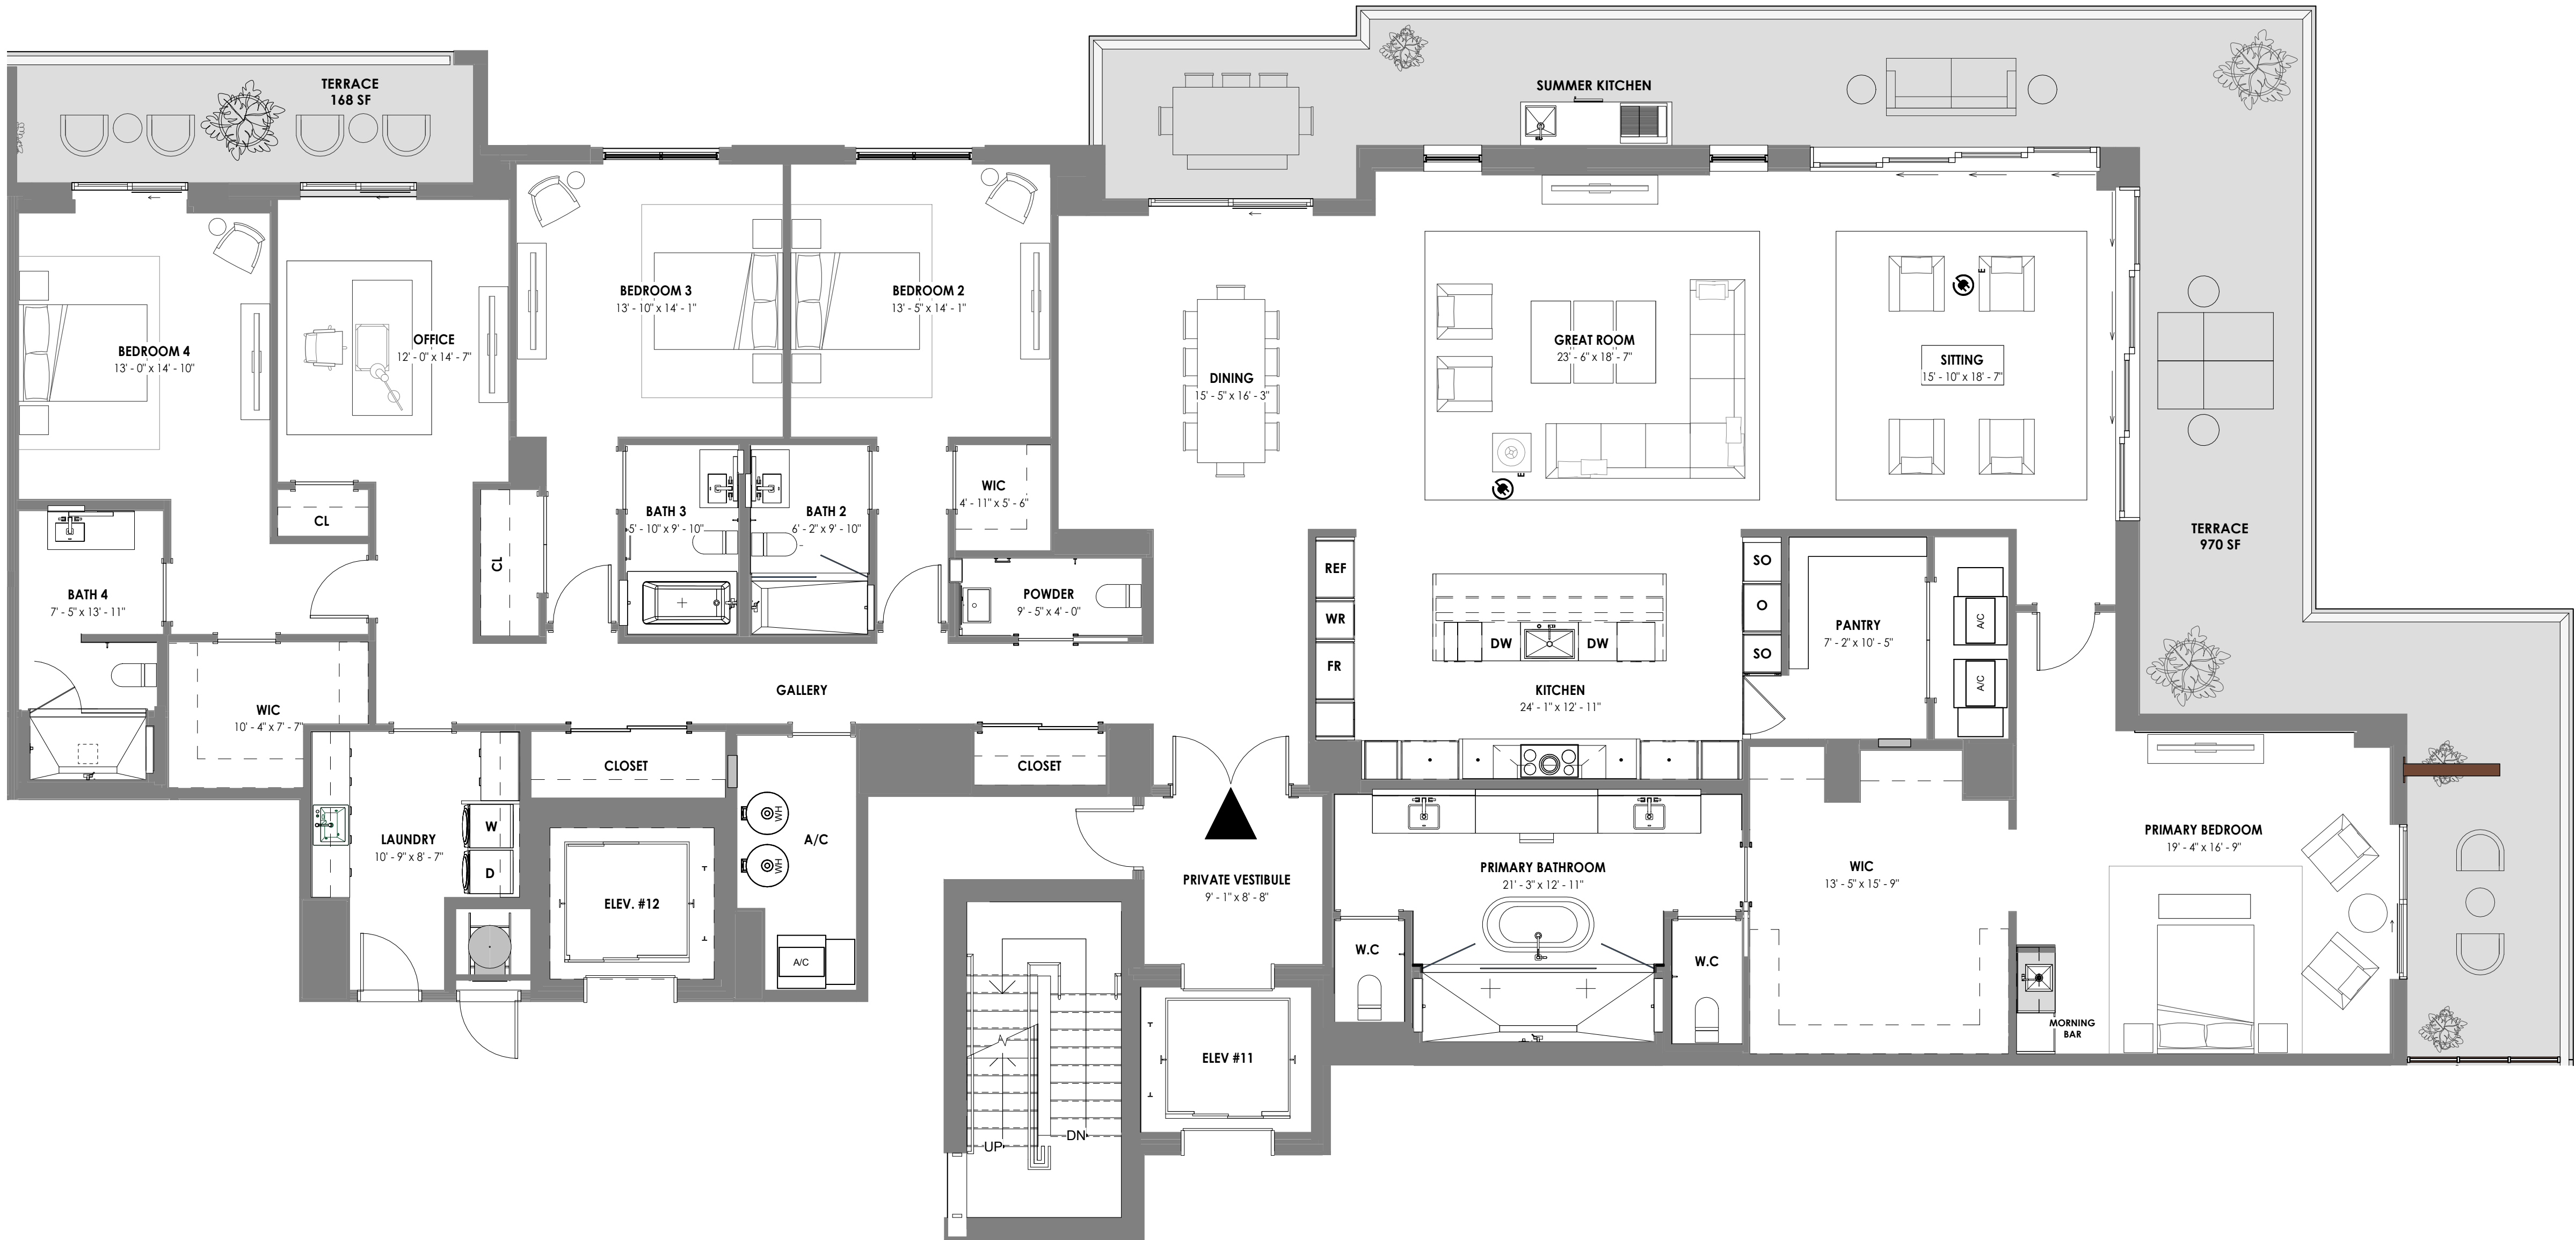 TERRACE
168 SF
SUMMER KITCHEN
BEDROOM 4
13' - 0" x 14' - 10"
OFFICE
12' - 0" x 14' - 7"
BEDROOM 3
13' - 10" x 14' - 1"
BEDROOM 2
13' - 5" x 14' - 1"
DINING
15' - 5" x 16' - 3"
GREAT ROOM
23' - 6" x 18' - 7"
E
SITTING
15' - 10" x 18' - 7"
E
TERRACE
970 SF
CL
CL
BATH 3
5' - 10" x 9' - 10"
BATH 2
6' - 2" x 9' - 10"
WIC
4' - 11" x 5' - 6"
POWDER
9' - 5" x 4' - 0"
BATH 4
7' - 5" x 13' - 11"
WIC
10' - 4" x 7' - 7"
GALLERY
REF
WR
FR
DW
DW
KITCHEN
24' - 1" x 12' - 11"
SO
O
SO
PANTRY
7' - 2" x 10' - 5"
A/C
A/C
CLOSET
CLOSET
LAUNDRY
10' - 9" x 8' - 7"
W
D
ELEV. #12
WH
WH
A/C
A/C
PRIVATE VESTIBULE
9' - 1" x 8' - 8"
PRIMARY BATHROOM
21' - 3" x 12' - 11"
W.C
W.C
WIC
13' - 5" x 15' - 9"
PRIMARY BEDROOM
19' - 4" x 16' - 9"
MORNING
BAR
ELEV #11
UP
DN